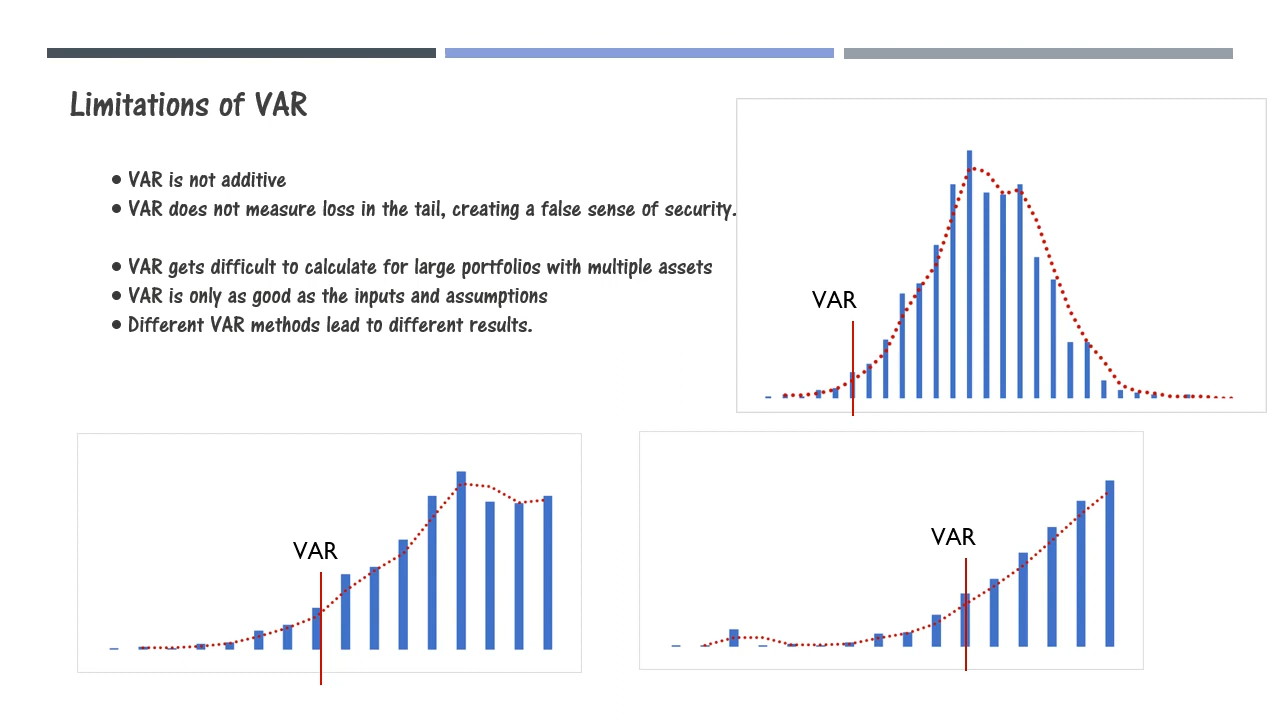 Limitations of VAR
• VAR is not additive
• VAR does not measure loss in the tail, creating a false sense of security.
• VAR gets difficult to calculate for large portfolios with multiple assets
• VAR is only as good as the inputs and assumptions
• Different VAR methods lead to different results.
VAR
VAR
VAR